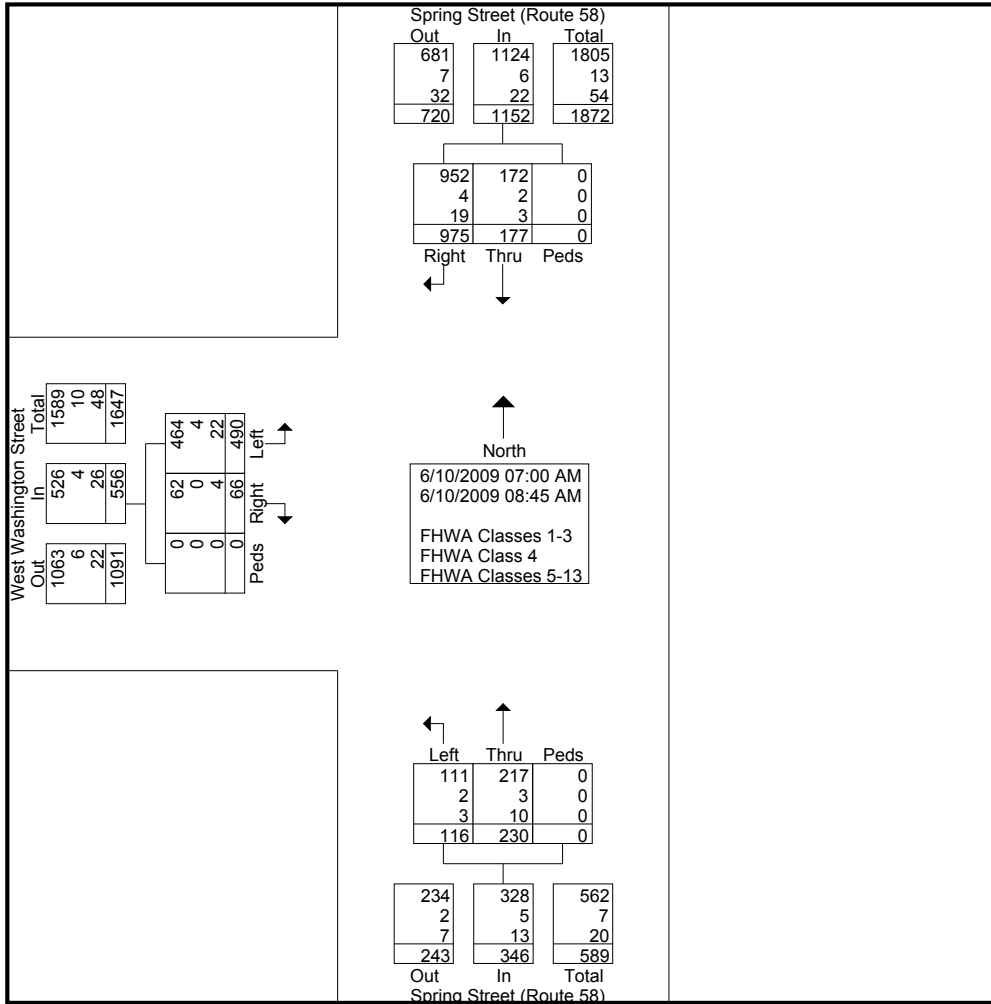 Spring Street (Route 58)
Out In Total
681 1124 1805
7 6 13
32 22 54
720 1152 1872
952 172 0
4 2 0
19 3 0
975 177 0
Right Thru Peds
West Washington Street
Out In Total
1063 526 1589
6 4 10
22 26 48
1091 556 1647
0 62 464
0 0 4
0 4 22
0 66 490
Peds Right Left
North
6/10/2009 07:00 AM
6/10/2009 08:45 AM
FHWA Classes 1-3
FHWA Class 4
FHWA Classes 5-13
Left Thru Peds
111 217 0
2 3 0
3 10 0
116 230 0
234 328 562
2 5 7
7 13 20
243 346 589
Out In Total
Spring Street (Route 58)